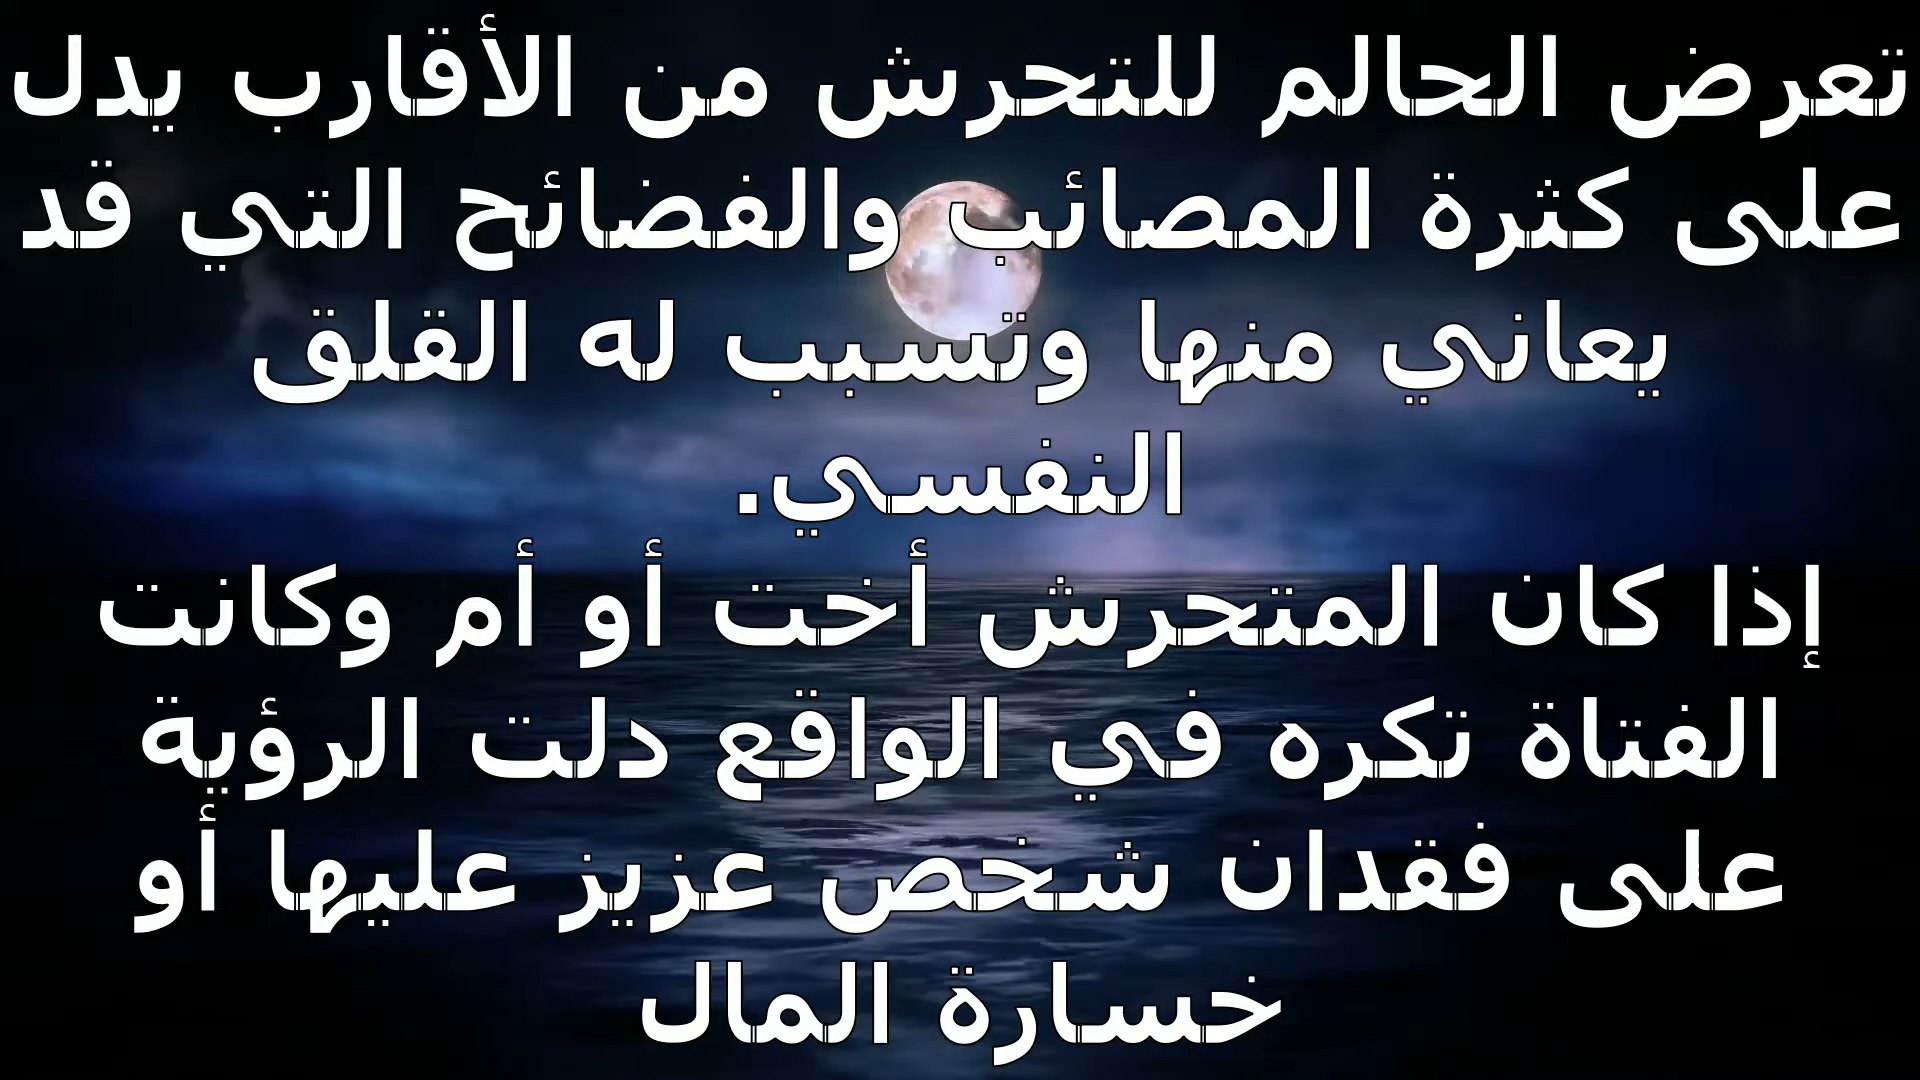 تعرض الحالم للتحرش من الأقارب يدل
على كثرة المصائب والفضائح التي قد
يعاني منها وتسبب له القلق
النفسي.
إذا كان المتحرش أخت أو أم وكانت
الفتاة تكره في الواقع دلت الرؤية
على فقدان شخص عزيز عليها أو
خسارة المال